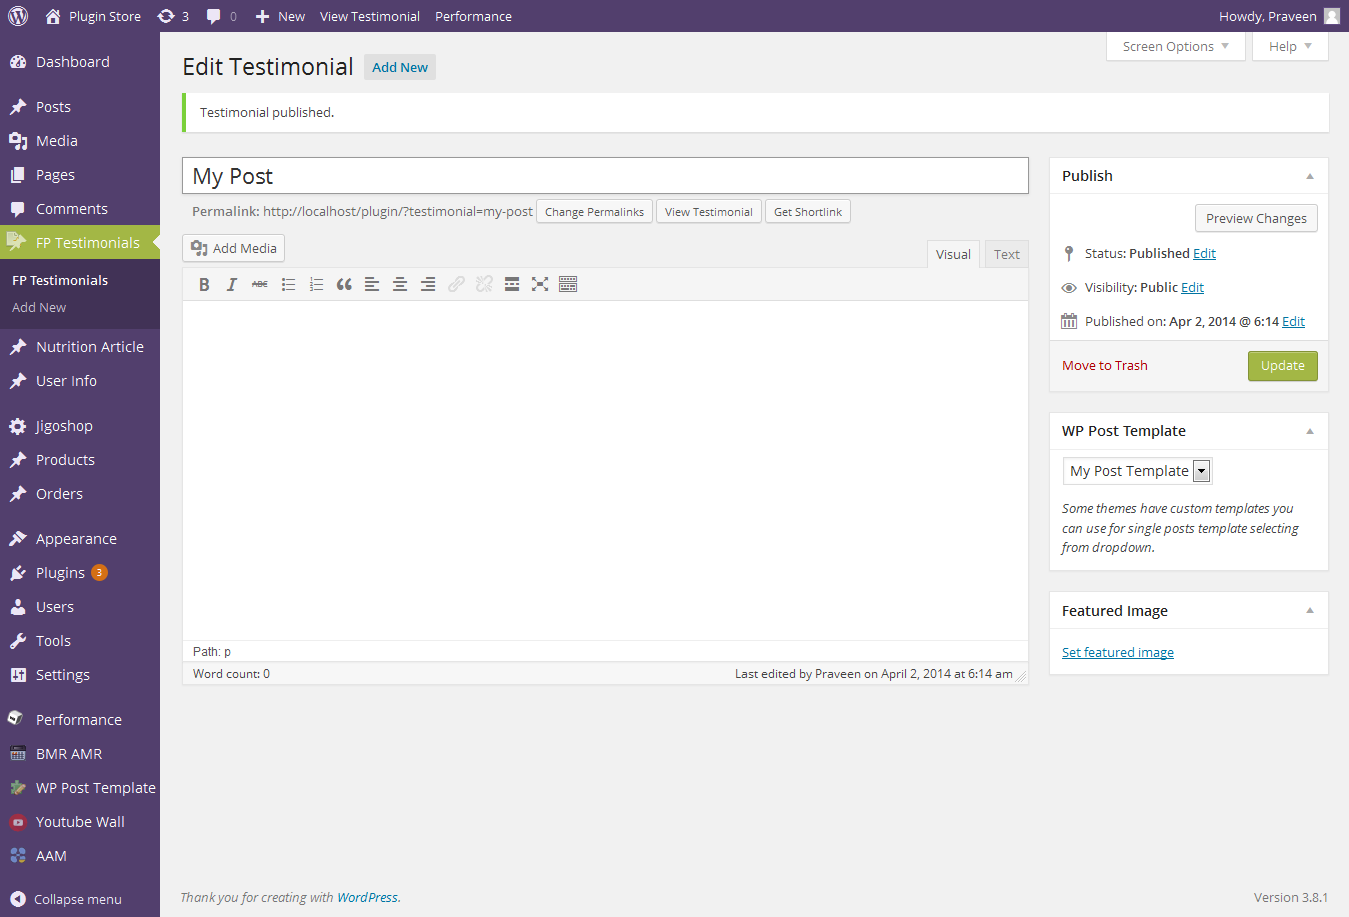 Plugin Store 3 0 New View Testimonial Performance Howdy, Praveen
Screen Options Help
Dashboard
Posts
Media
Pages
Comments
FP Testimonials
FP Testimonials
Add New
Nutrition Article
User Info
Jigoshop
Products
Orders
Appearance
Plugins 3
Users
Tools
Settings
Performance
BMR AMR
WP Post Template
Youtube Wall
AAM
Collapse menu
Edit Testimonial Add New
Testimonial published.
My Post
Permalink: http://localhost/plugin/?testimonial=my-post Change Permalinks View Testimonial Get Shortlink
Add Media Visual Text
B I ABC
Path: p
Word count: 0 Last edited by Praveen on April 2, 2014 at 6:14 am
Publish
Preview Changes
Status: Published Edit
Visibility: Public Edit
Published on: Apr 2, 2014 @ 6:14 Edit
Move to Trash Update
WP Post Template
My Post Template
Some themes have custom templates you
can use for single posts template selecting
from dropdown.
Featured Image
Set featured image
Thank you for creating with WordPress. Version 3.8.1